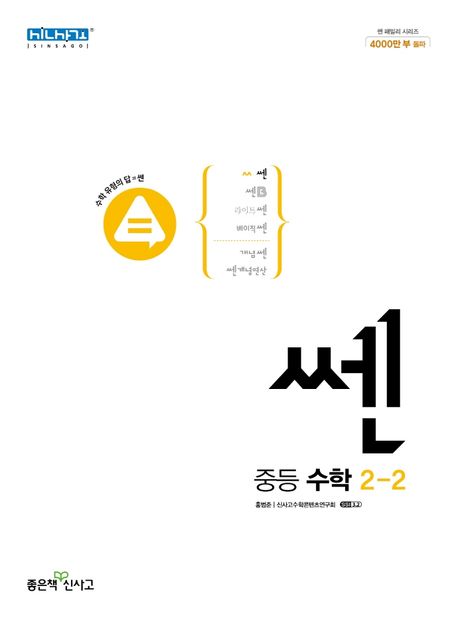 신사고
SINSAGO
쎈 패밀리 시리즈
4000만 부 돌파
수학 유형의 답=쎈
쎈
쎈B
라이트쎈
베이직쎈
개념쎈
쎈개념연산
쎈
중등 수학 2-2
홍범준 | 신사고수학콘텐츠연구회
좋은책 신사고